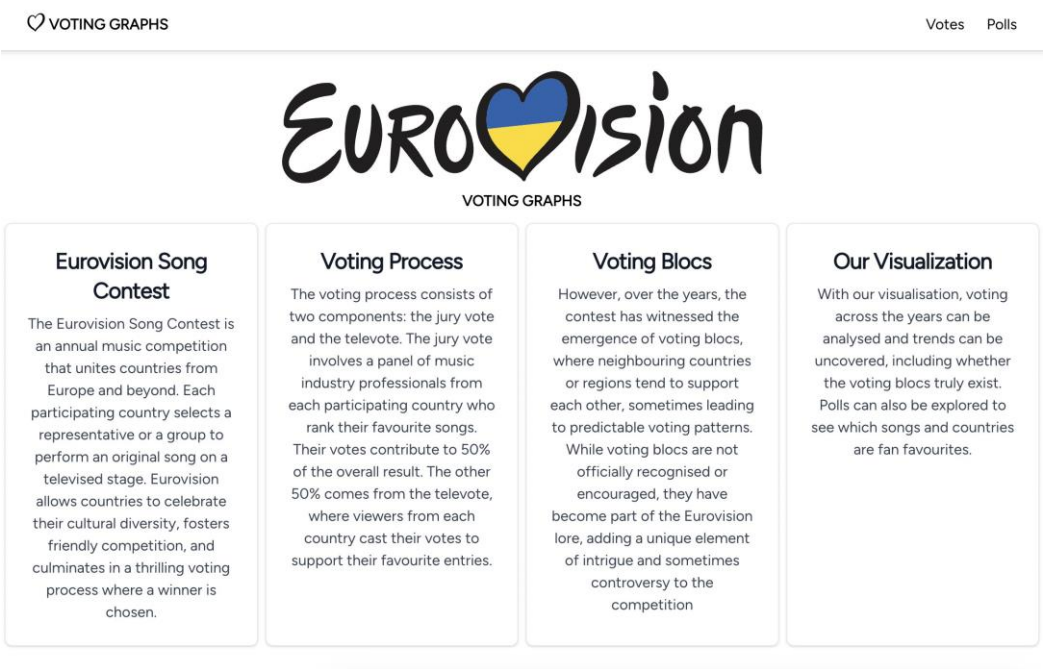 VOTING GRAPHS
Votes Polls
EUROVISION
VOTING GRAPHS
Eurovision Song
Contest
The Eurovision Song Contest is
an annual music competition
that unites countries from
Europe and beyond. Each
participating country selects a
representative or a group to
perform an original song on a
televised stage. Eurovision
allows countries to celebrate
their cultural diversity, fosters
friendly competition, and
culminates in a thrilling voting
process where a winner is
chosen.
Voting Process
The voting process consists of
two components: the jury vote
and the televote. The jury vote
involves a panel of music
industry professionals from
each participating country who
rank their favourite songs.
Their votes contribute to 50%
of the overall result. The other
50% comes from the televote,
where viewers from each
country cast their votes to
support their favourite entries.
Voting Blocs
However, over the years, the
contest has witnessed the
emergence of voting blocs,
where neighbouring countries
or regions tend to support
each other, sometimes leading
to predictable voting patterns.
While voting blocs are not
officially recognised or
encouraged, they have
become part of the Eurovision
lore, adding a unique element
of intrigue and sometimes
controversy to the
competition
Our Visualization
With our visualisation, voting
across the years can be
analysed and trends can be
uncovered, including whether
the voting blocs truly exist.
Polls can also be explored to
see which songs and countries
are fan favourites.